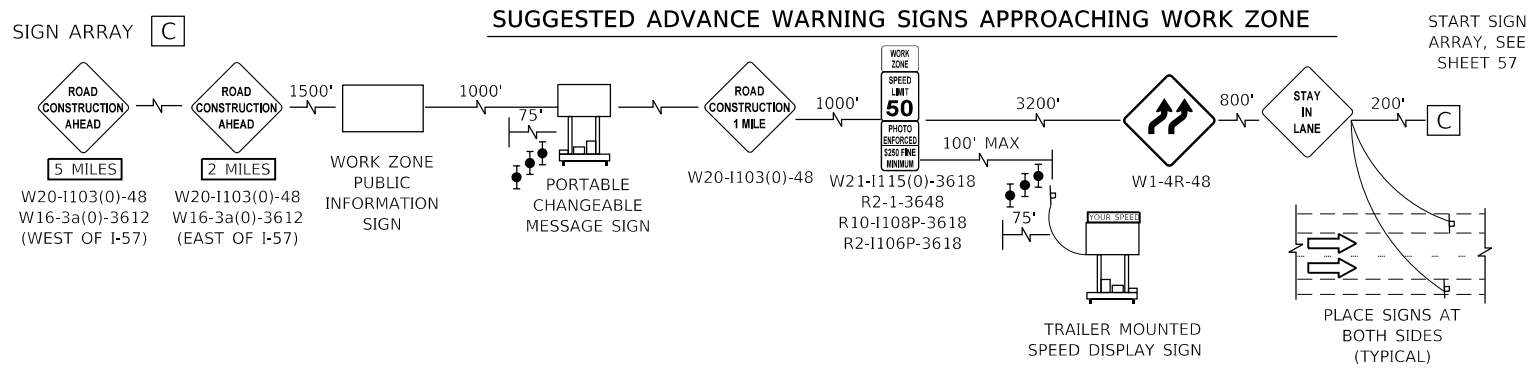 SUGGESTED ADVANCE WARNING SIGNS APPROACHING WORK ZONE
SIGN ARRAY C
START SIGN
ARRAY, SEE
SHEET 57
ROAD
CONSTRUCTION
AHEAD
5 MILES
W20-I103(0)-48
W16-3a(0)-3612
(WEST OF I-57)
ROAD
CONSTRUCTION
AHEAD
2 MILES
W20-I103(0)-48
W16-3a(0)-3612
(EAST OF I-57)
1500'
WORK ZONE
PUBLIC
INFORMATION
SIGN
1000'
75'
PORTABLE
CHANGEABLE
MESSAGE SIGN
ROAD
CONSTRUCTION
1 MILE
W20-I103(0)-48
1000'
WORK
ZONE
SPEED
LIMIT
50
PHOTO
ENFORCED
$250 FINE
MINIMUM
W21-I115(0)-3618
R2-1-3648
R10-I108P-3618
R2-I106P-3618
3200'
100' MAX
75'
YOUR SPEED
TRAILER MOUNTED
SPEED DISPLAY SIGN
W1-4R-48
800'
STAY
IN
LANE
200'
C
PLACE SIGNS AT
BOTH SIDES
(TYPICAL)